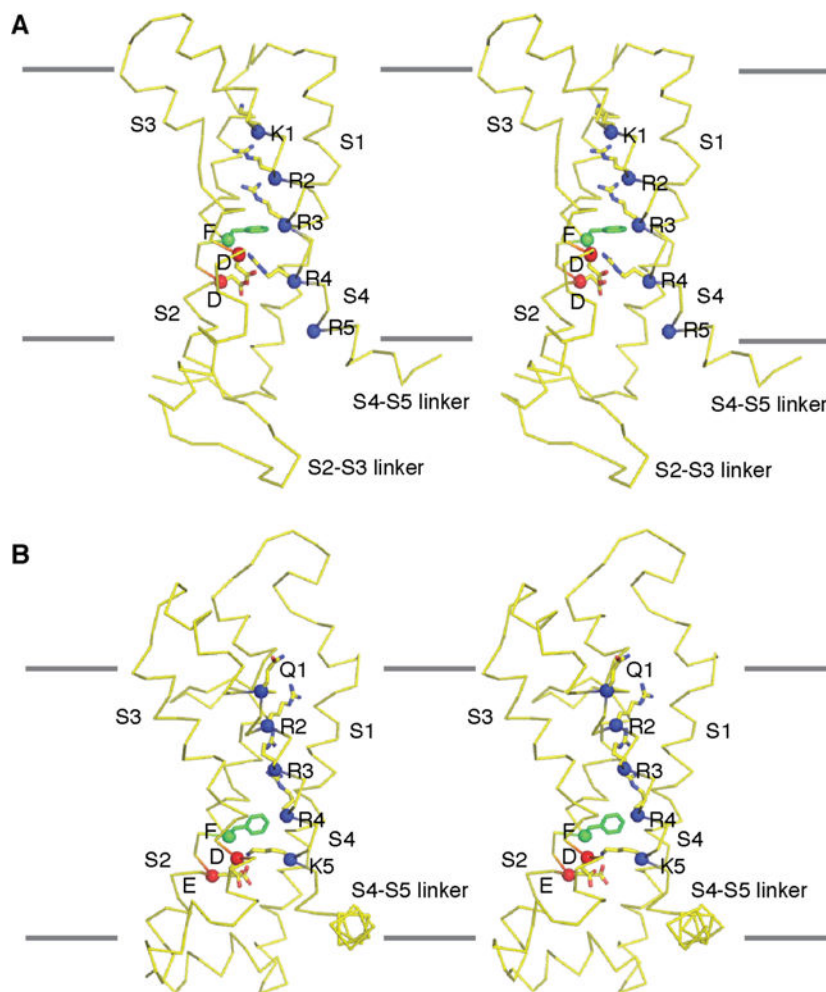 A
S3 K1 S1 S3 K1 S1
R2 R2
F R3 F R3
D R4 D R4
D S4 D S4
S2 R5 S2 R5
S4-S5 linker S4-S5 linker
S2-S3 linker S2-S3 linker
B
Q1 Q1
S3 R2 S1 S3 R2 S1
R3 R3
F R4 F R4
S2 D S4 S2 D S4
E K5 E K5
S4-S5 linker S4-S5 linker